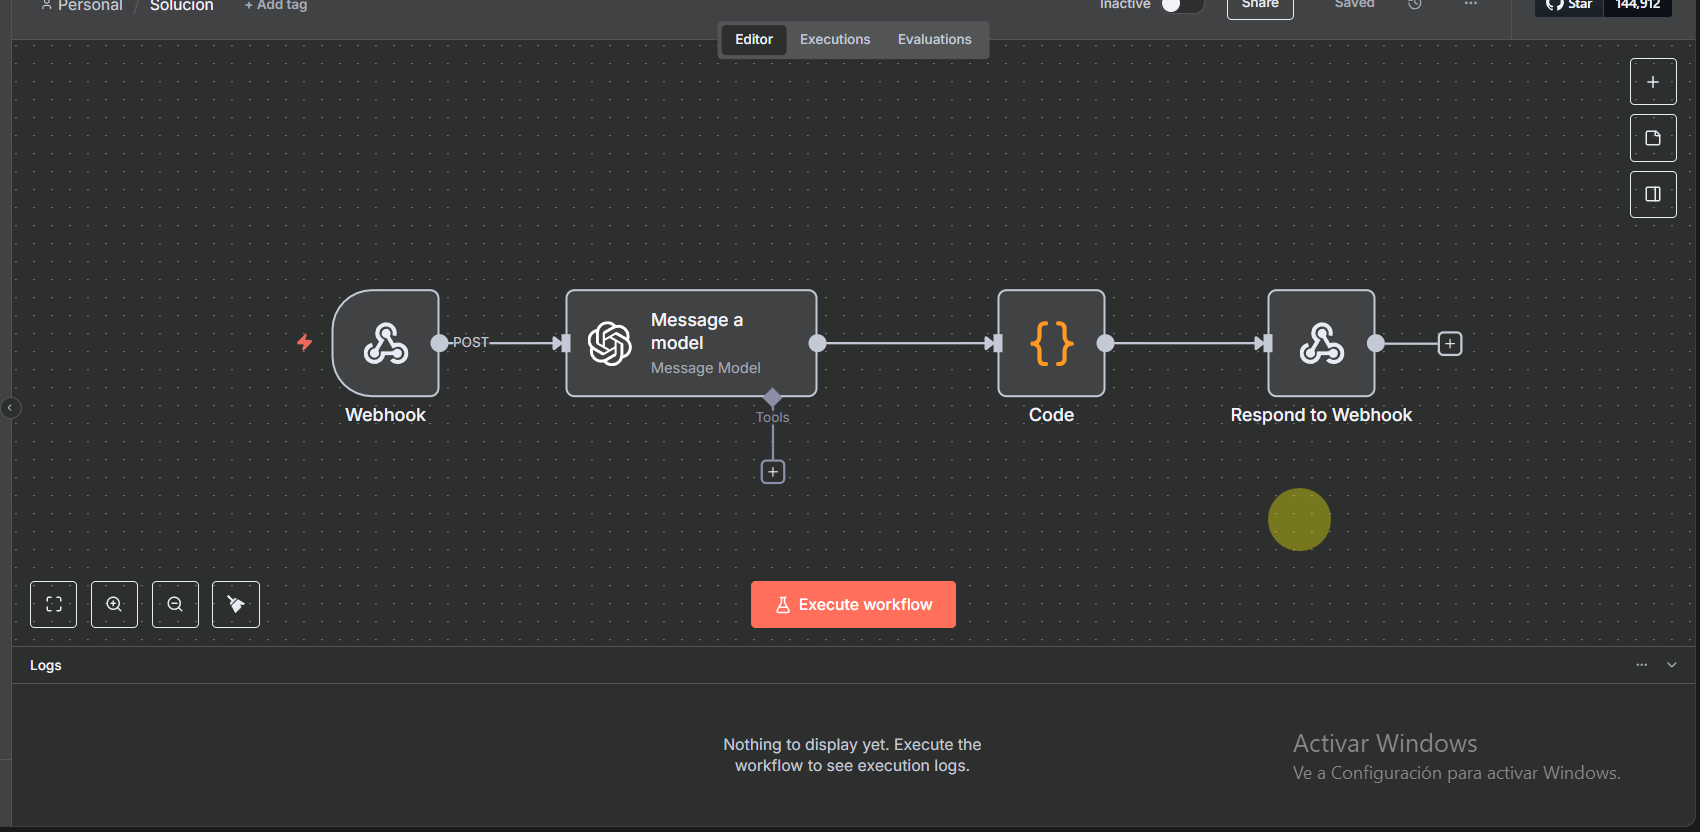 Personal / Solucion + Add tag
Inactive Share Saved ... Star 144,912
Editor Executions Evaluations
POST
Message a
model
Message Model
Tools
Webhook
Code
Respond to Webhook
Execute workflow
Logs
Nothing to display yet. Execute the
workflow to see execution logs.
Activar Windows
Ve a Configuración para activar Windows.